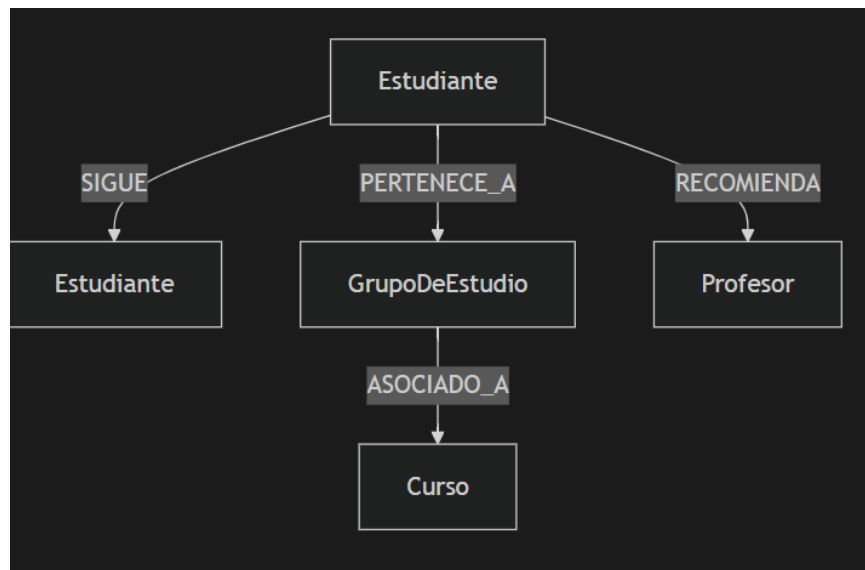 Estudiante
SIGUE
PERTENECE_A
RECOMIENDA
Estudiante
GrupoDeEstudio
Profesor
ASOCIADO_A
Curso